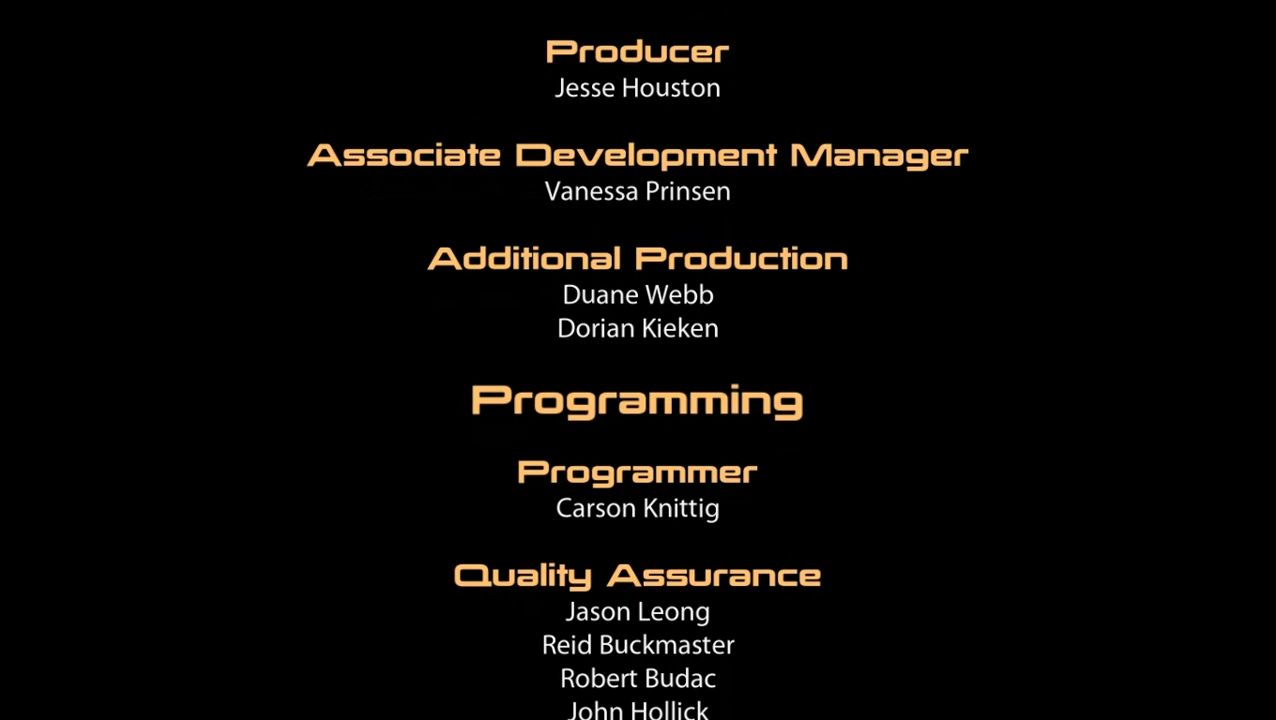 Producer
Jesse Houston
Associate Development Manager
Vanessa Prinsen
Additional Production
Duane Webb
Dorian Kieken
Programming
Programmer
Carson Knittig
Quality Assurance
Jason Leong
Reid Buckmaster
Robert Budac
John Hollick